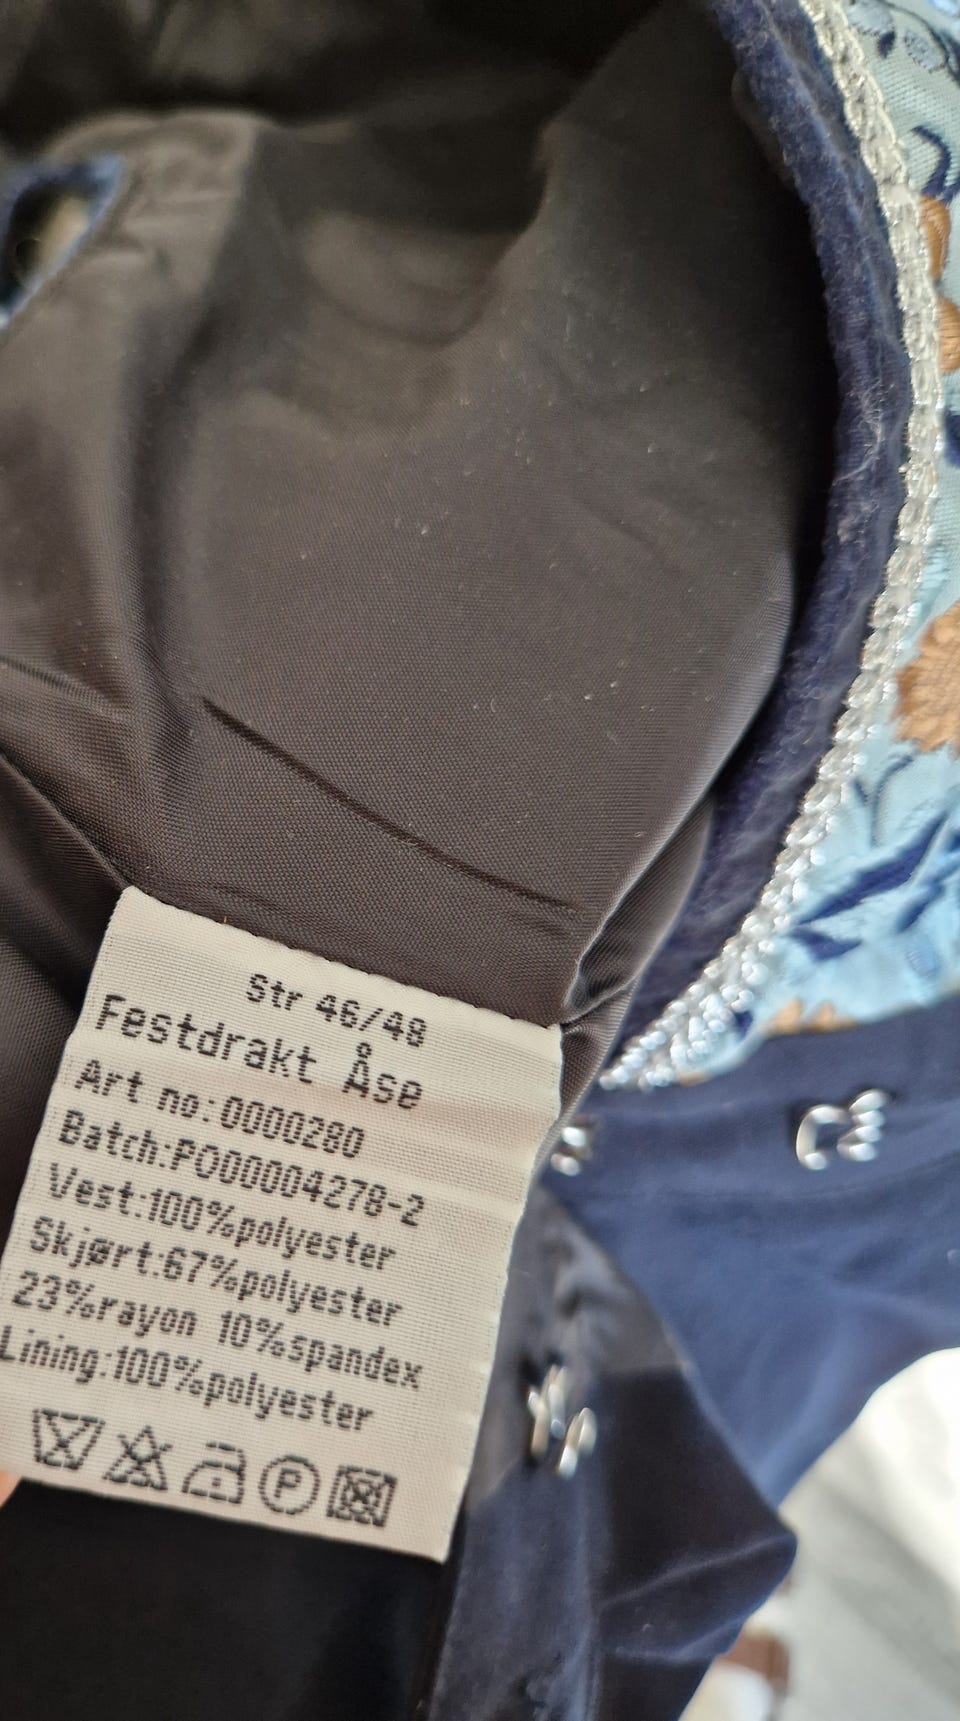 Str 46/48
Festdrakt Åse
Art no:0000280
Batch:PO00004278-2
Vest:100%polyester
Skjørt:67%polyester
23%rayon 10%spandex
Lining:100%polyester
P